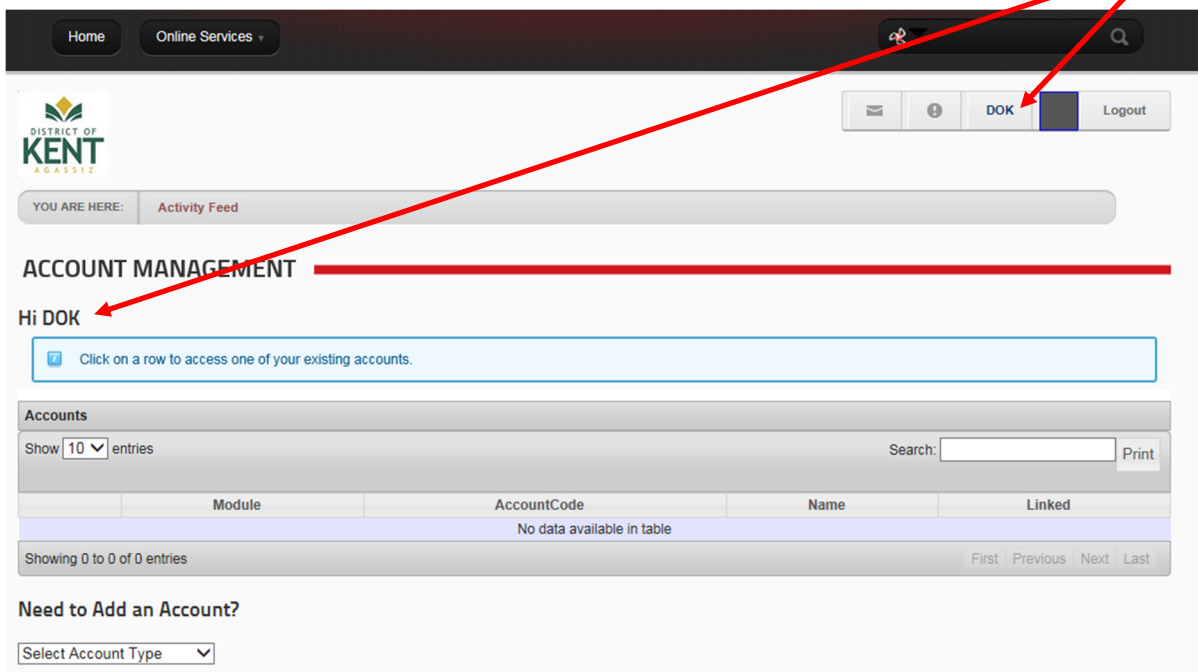 Home Online Services
DISTRICT OF
KENT
AGASSIZ
DOK Logout
YOU ARE HERE: Activity Feed
ACCOUNT MANAGEMENT
Hi DOK
Click on a row to access one of your existing accounts.
Accounts
Show 10 entries Search: Print
Module AccountCode Name Linked
No data available in table
Showing 0 to 0 of 0 entries First Previous Next Last
Need to Add an Account?
Select Account Type